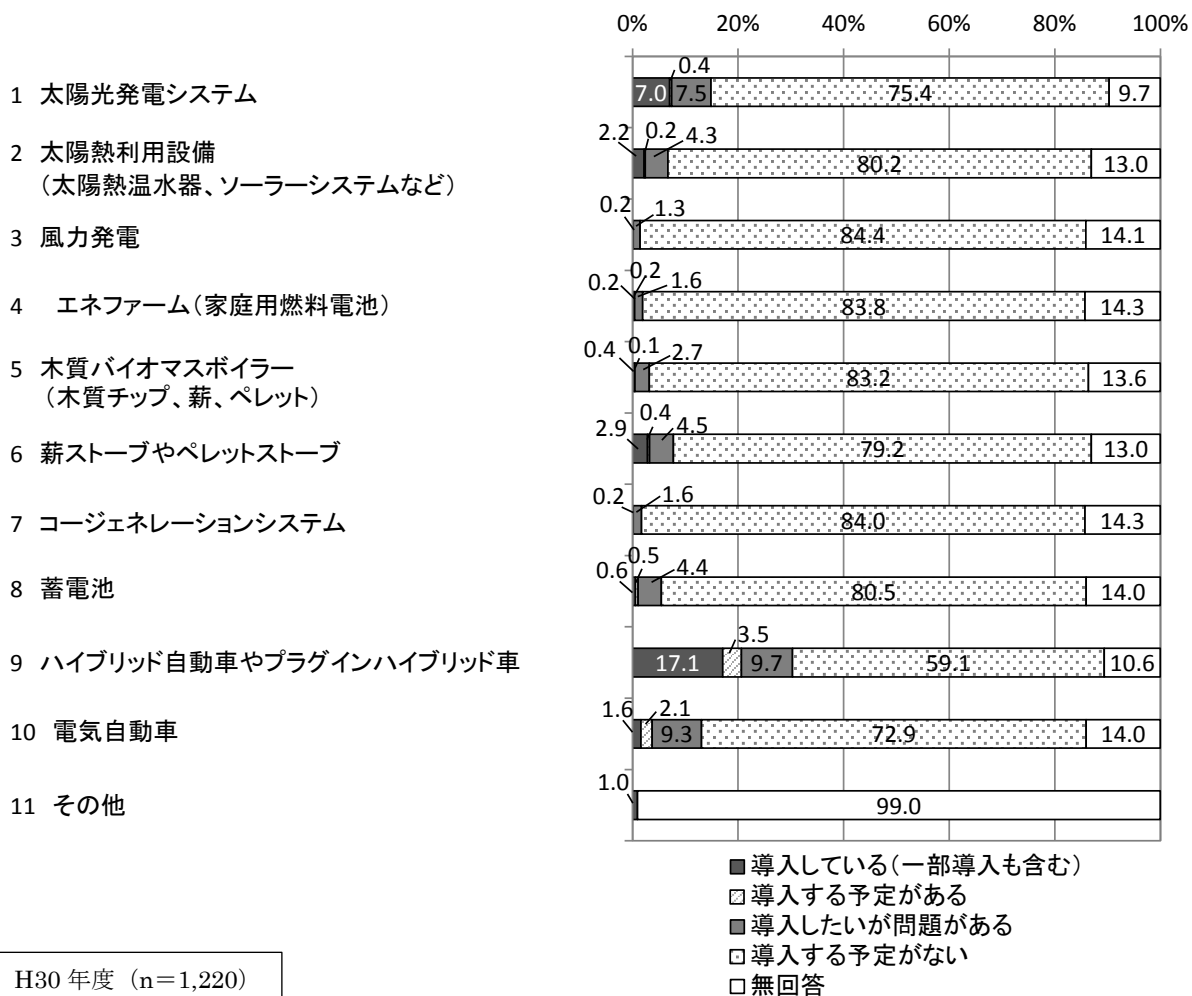 0% 20% 40% 60% 80% 100%
1 太陽光発電システム
7.0 0.4 7.5 75.4 9.7
2 太陽熱利用設備
（太陽熱温水器、ソーラーシステムなど）
2.2 0.2 4.3 80.2 13.0
3 風力発電
0.2 1.3 84.4 14.1
4 エネファーム（家庭用燃料電池）
0.2 0.2 1.6 83.8 14.3
5 木質バイオマスボイラー
（木質チップ、薪、ペレット）
0.4 0.1 2.7 83.2 13.6
6 薪ストーブやペレットストーブ
2.9 0.4 4.5 79.2 13.0
7 コージェネレーションシステム
0.2 1.6 84.0 14.3
8 蓄電池
0.6 0.5 4.4 80.5 14.0
9 ハイブリッド自動車やプラグインハイブリッド車
17.1 3.5 9.7 59.1 10.6
10 電気自動車
1.6 2.1 9.3 72.9 14.0
11 その他
1.0 99.0
導入している（一部導入も含む）
導入する予定がある
導入したいが問題がある
導入する予定がない
無回答
H30 年度（n＝1,220）